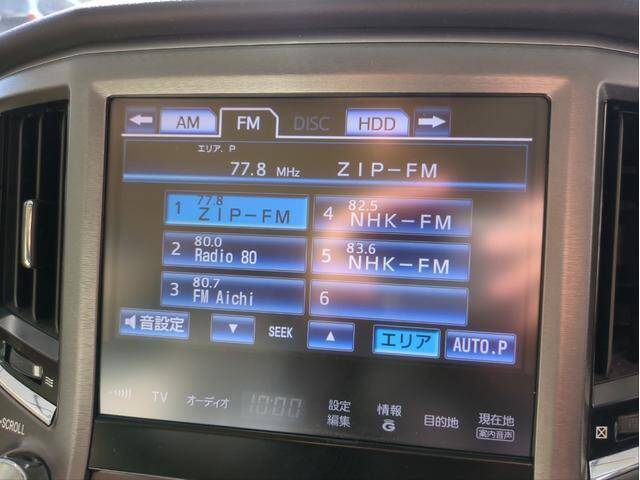 AM FM DISC HDD
エリア. P
77.8 MHz ZIP-FM
1 77.8 ZIP-FM
4 82.5 NHK-FM
2 80.0 Radio 80
5 83.6 NHK-FM
3 80.7 FM Aichi
6
音設定 ▼ SEEK ▲ エリア AUTO.P
TV オーディオ 10:00 設定 編集 情報 G 目的地 現在地 案内音声
-SCROLL